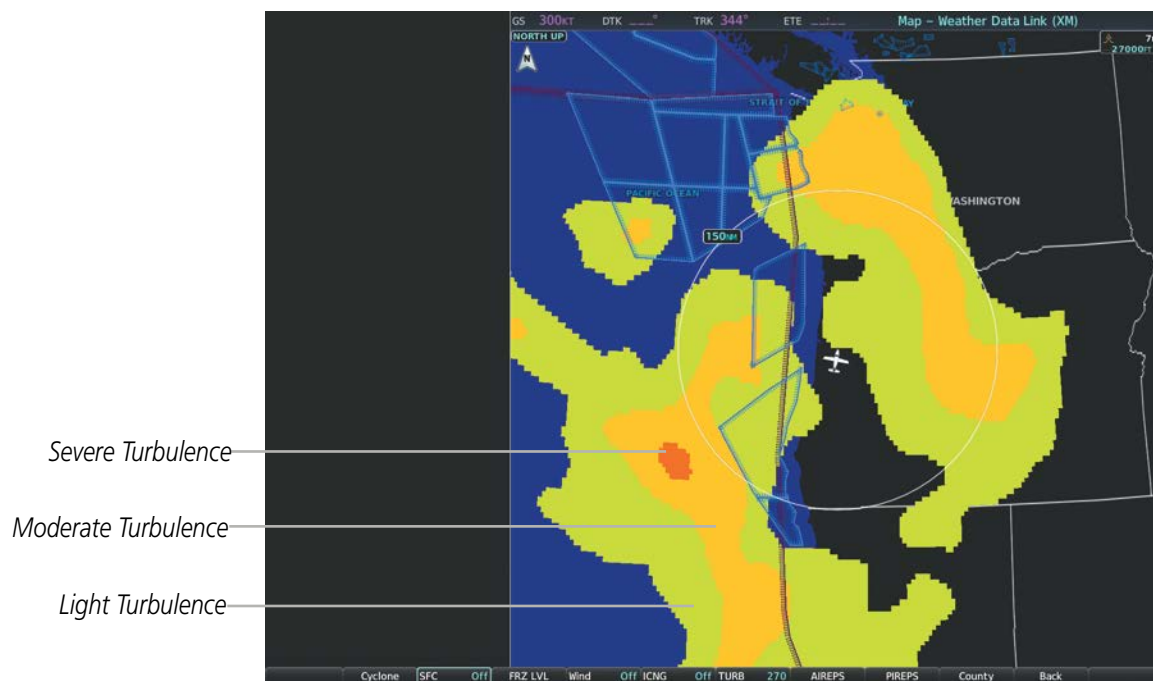 GS 300KT DTK ___° TRK 344° ETE __:__ Map – Weather Data Link (XM)
NORTH UP
N
27000FT
STRAIT OF
PACIFIC OCEAN
WASHINGTON
150NM
Severe Turbulence
Moderate Turbulence
Light Turbulence
Cyclone SFC Off FRZ LVL Wind Off ICNG Off TURB 270 AIREPS PIREPS County Back